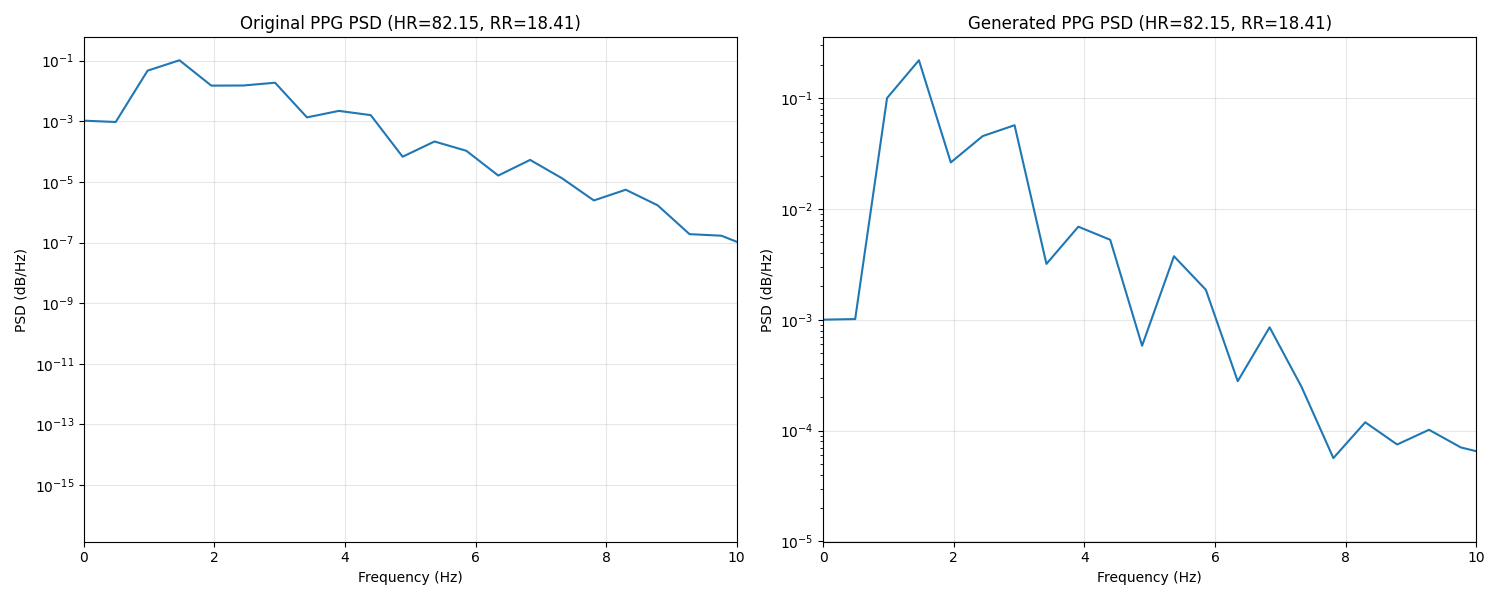 Original PPG PSD (HR=82.15, RR=18.41)
PSD (dB/Hz)
10⁻¹
10⁻³
10⁻⁵
10⁻⁷
10⁻⁹
10⁻¹¹
10⁻¹³
10⁻¹⁵
0 2 4 6 8 10
Frequency (Hz)
Generated PPG PSD (HR=82.15, RR=18.41)
PSD (dB/Hz)
10⁻¹
10⁻²
10⁻³
10⁻⁴
10⁻⁵
0 2 4 6 8 10
Frequency (Hz)